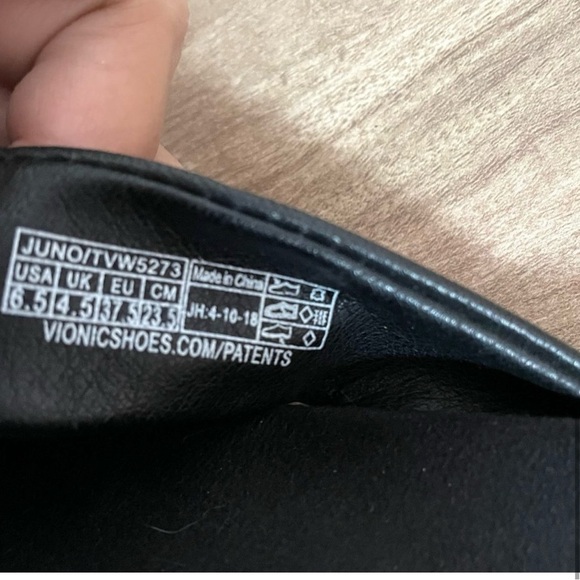 JUNO/TVW5273
USA UK EU CM
6.5 4.5 37.5 23.5
Made in China
JH:4-10-18
VIONICSHOES.COM/PATENTS